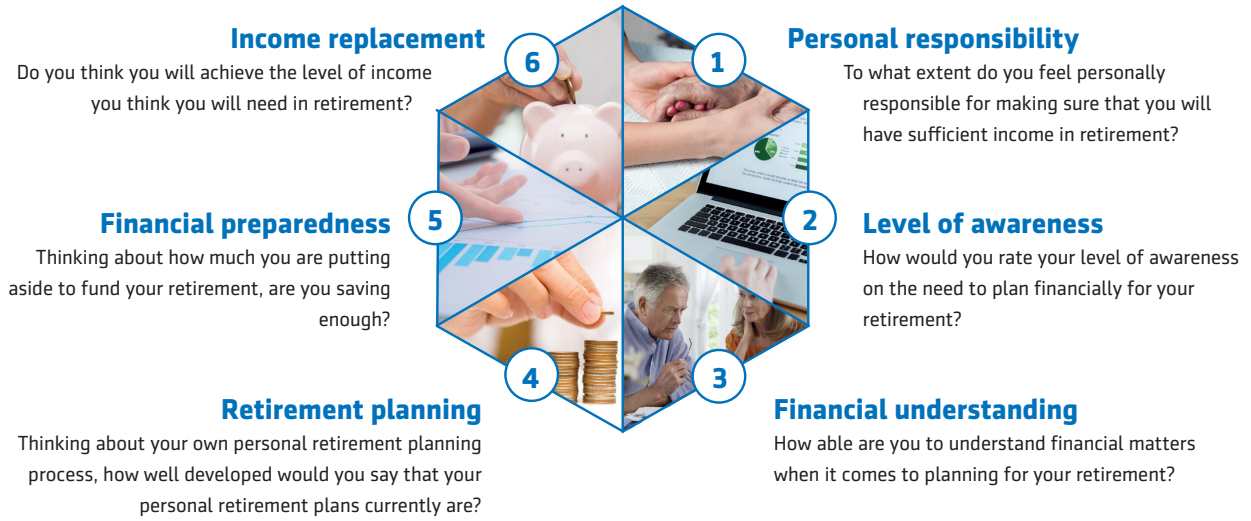 1
Personal responsibility
To what extent do you feel personally
responsible for making sure that you will
have sufficient income in retirement?
2
Level of awareness
How would you rate your level of awareness
on the need to plan financially for your
retirement?
3
Financial understanding
How able are you to understand financial matters
when it comes to planning for your retirement?
4
Retirement planning
Thinking about your own personal retirement planning
process, how well developed would you say that your
personal retirement plans currently are?
5
Financial preparedness
Thinking about how much you are putting
aside to fund your retirement, are you saving
enough?
6
Income replacement
Do you think you will achieve the level of income
you think you will need in retirement?